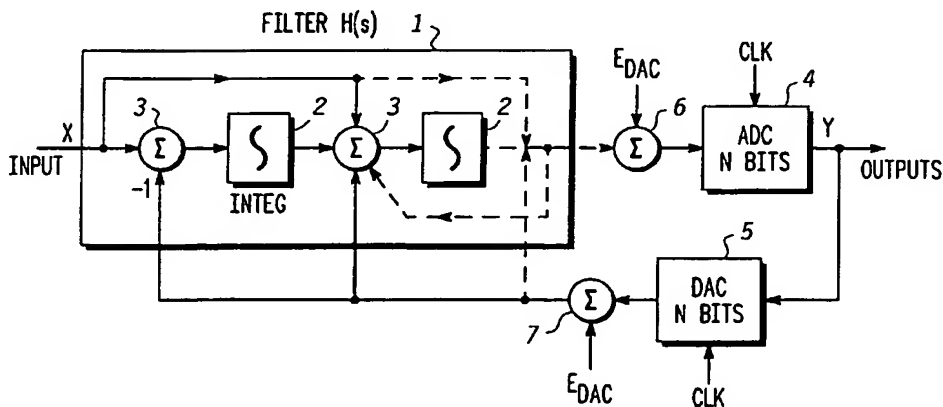 FILTER H(s)
1
CLK
E_DAC
3
2
3
2
6
4
X
INPUT
Σ
∫
Σ
∫
Σ
ADC
N BITS
Y
OUTPUTS
-1
INTEG
5
DAC
N BITS
Σ
7
E_DAC
CLK